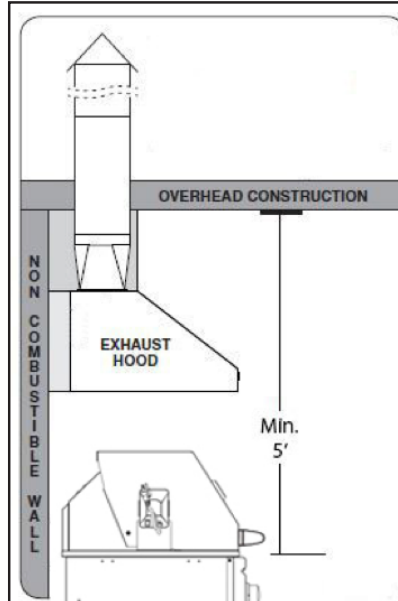 OVERHEAD CONSTRUCTION
NON COMBUSTIBLE WALL
EXHAUST
HOOD
Min.
5'